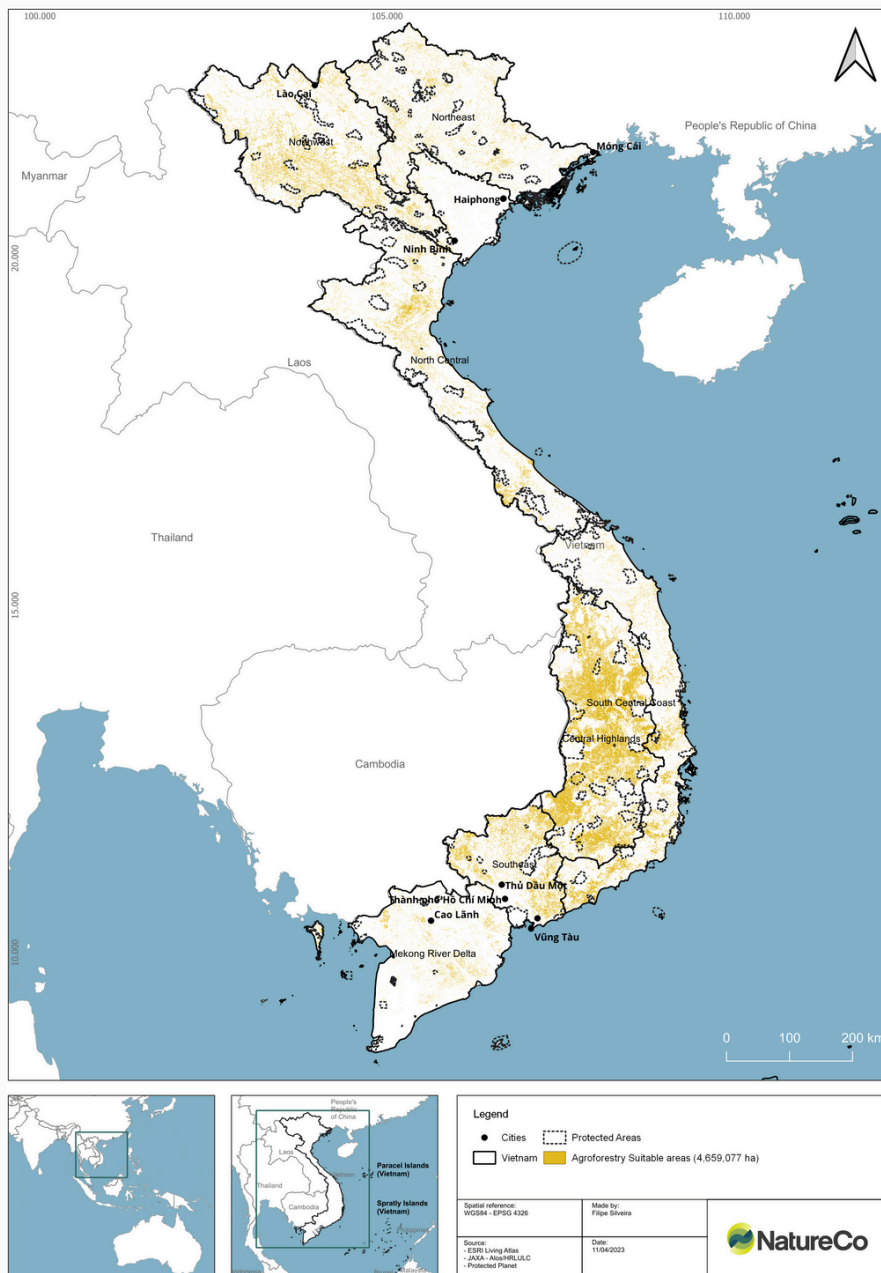 100.000
105.000
110.000
Lào Cai
Northeast
People's Republic of China
Northwest
Móng Cái
Myanmar
Haiphong
20.000
Ninh Bình
Laos
North Central
Thailand
Vietnam
15.000
South Central Coast
Central Highlands
Cambodia
Southeast
Thủ Dầu Một
Thành phố Hồ Chí Minh
Cao Lãnh
Vũng Tàu
10.000
Mekong River Delta
0 100 200 km
People's
Republic
of China
Laos
Vietnam
Paracel Islands
(Vietnam)
Thailand
Cambodia
Spratly Islands
(Vietnam)
Philippines
Malaysia
Legend
Cities
Protected Areas
Vietnam
Agroforestry Suitable areas (4,659,077 ha)
Spatial reference:
WGS84 - EPSG 4326
Made by:
Filipe Silveira
Source:
- ESRI Living Atlas
- JAXA - Alos/HRLULC
- Protected Planet
Date:
11/04/2023
NatureCo